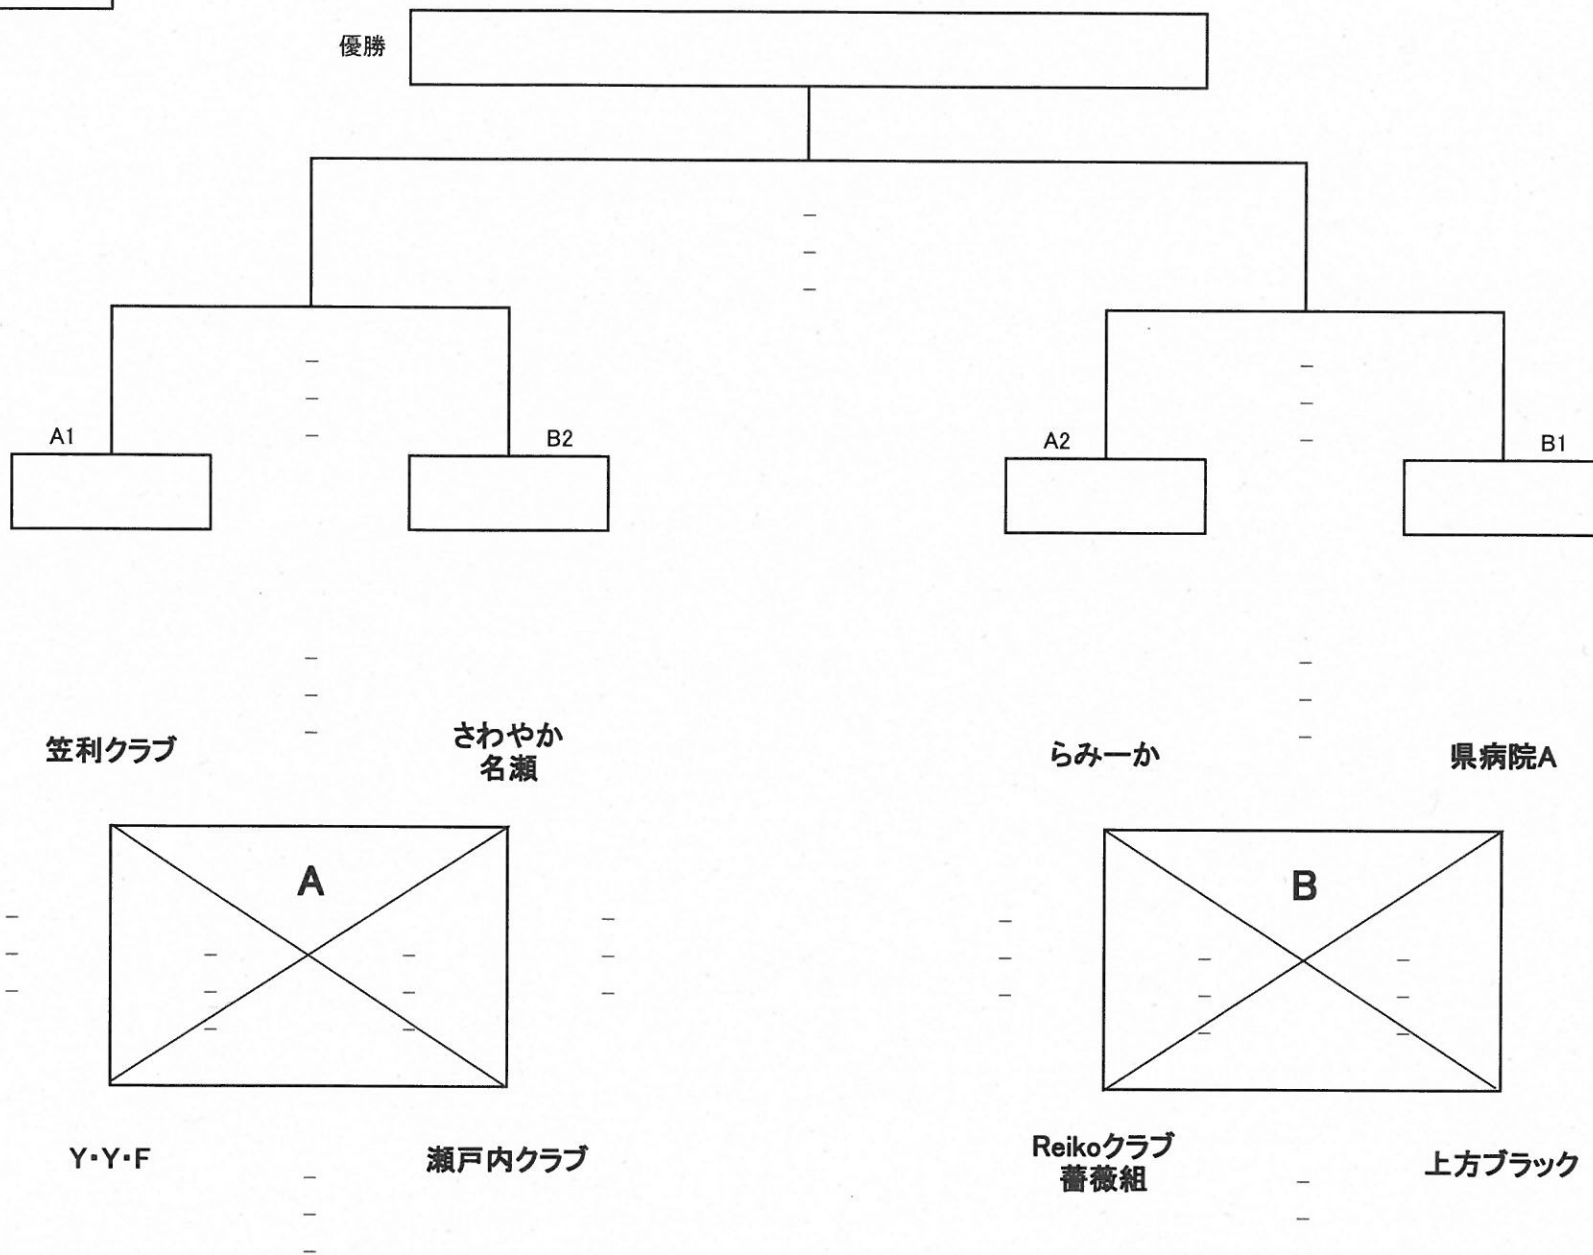 優勝
A1
B2
A2
B1
笠利クラブ
さわやか
名瀬
らみーか
県病院A
A
B
Y・Y・F
瀬戸内クラブ
Reikoクラブ
薔薇組
上方ブラック